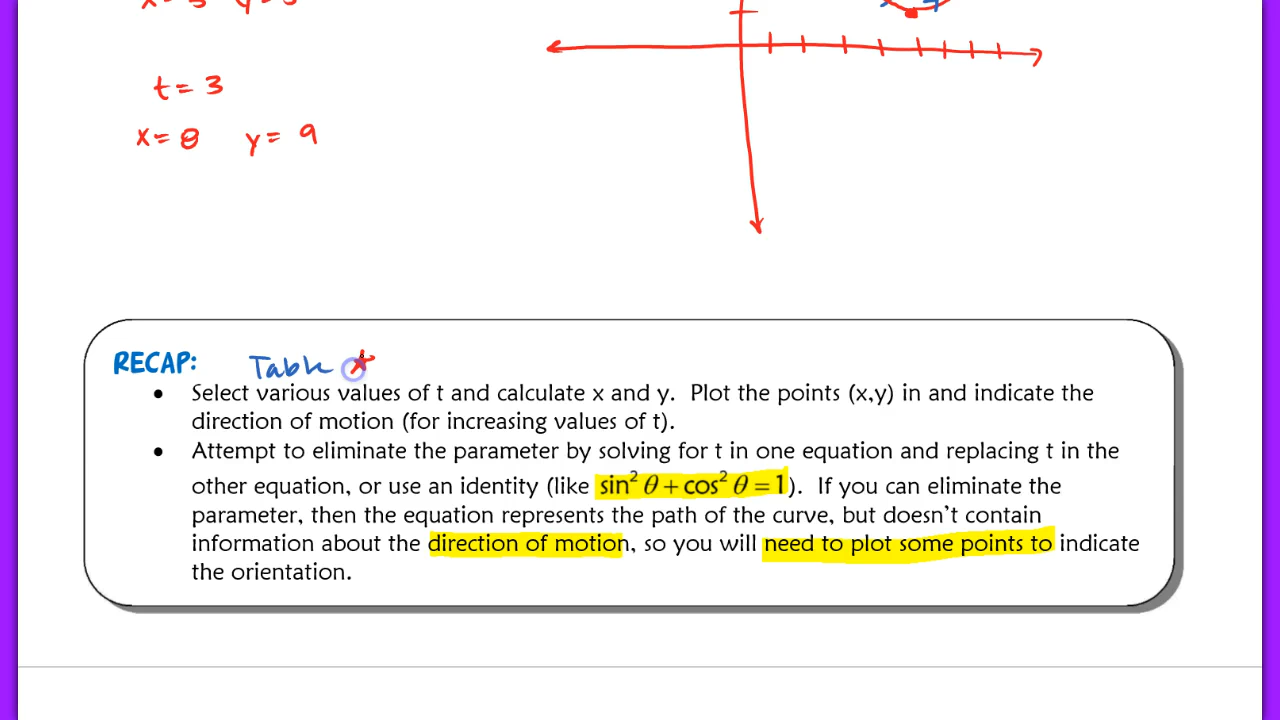 t = 3
x = 8 y = 9
RECAP: Table
• Select various values of t and calculate x and y. Plot the points (x,y) in and indicate the
direction of motion (for increasing values of t).
• Attempt to eliminate the parameter by solving for t in one equation and replacing t in the
other equation, or use an identity (like sin² θ + cos² θ = 1). If you can eliminate the
parameter, then the equation represents the path of the curve, but doesn't contain
information about the direction of motion, so you will need to plot some points to indicate
the orientation.